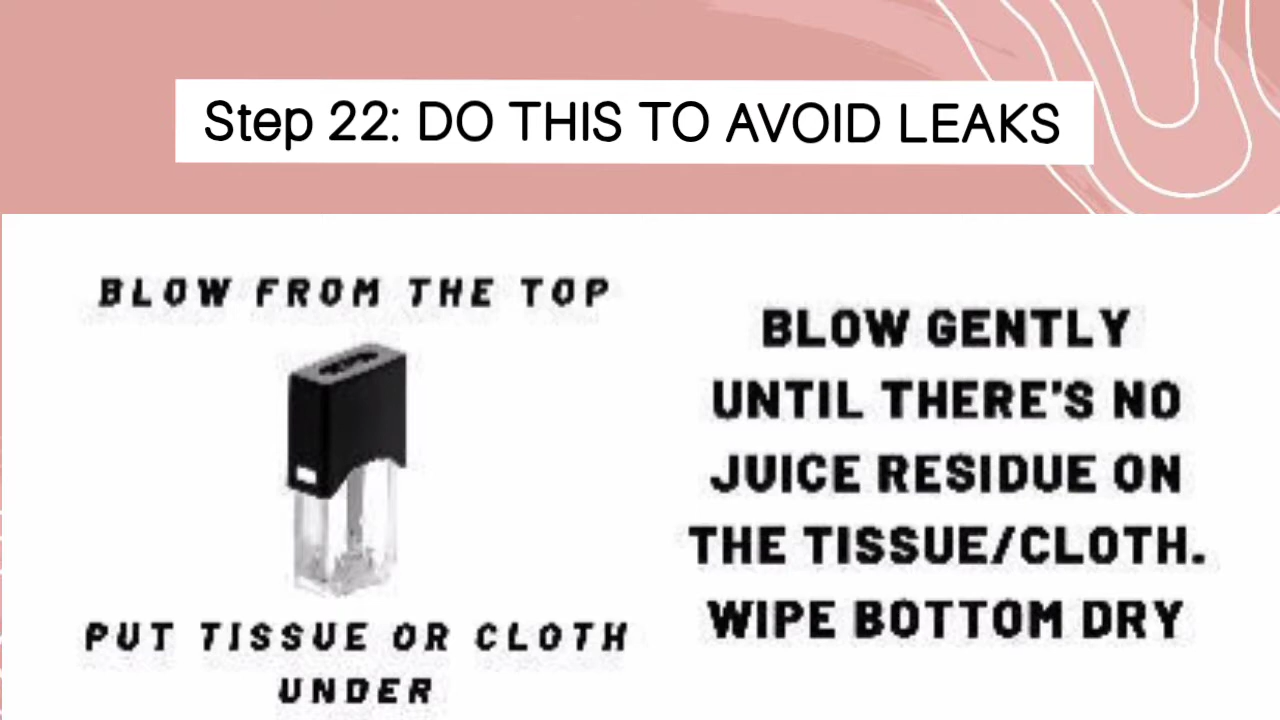 Step 22: DO THIS TO AVOID LEAKS
BLOW FROM THE TOP
PUT TISSUE OR CLOTH
UNDER
BLOW GENTLY
UNTIL THERE'S NO
JUICE RESIDUE ON
THE TISSUE/CLOTH.
WIPE BOTTOM DRY